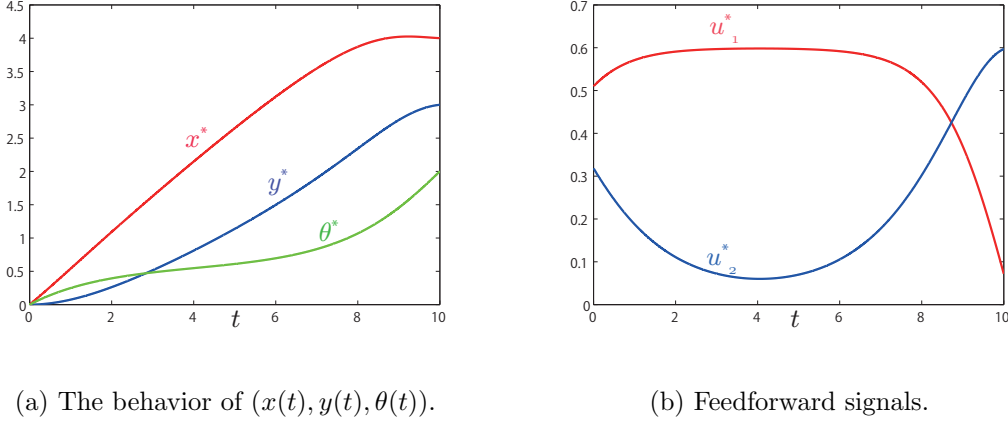 4.5
4
3.5
3
2.5
2
1.5
1
0.5
0
x*
y*
θ*
0 2 4 6 8 10
t
0.7
0.6
0.5
0.4
0.3
0.2
0.1
0
u*₁
u*₂
0 2 4 6 8 10
t
(a) The behavior of (x(t), y(t), θ(t)).
(b) Feedforward signals.